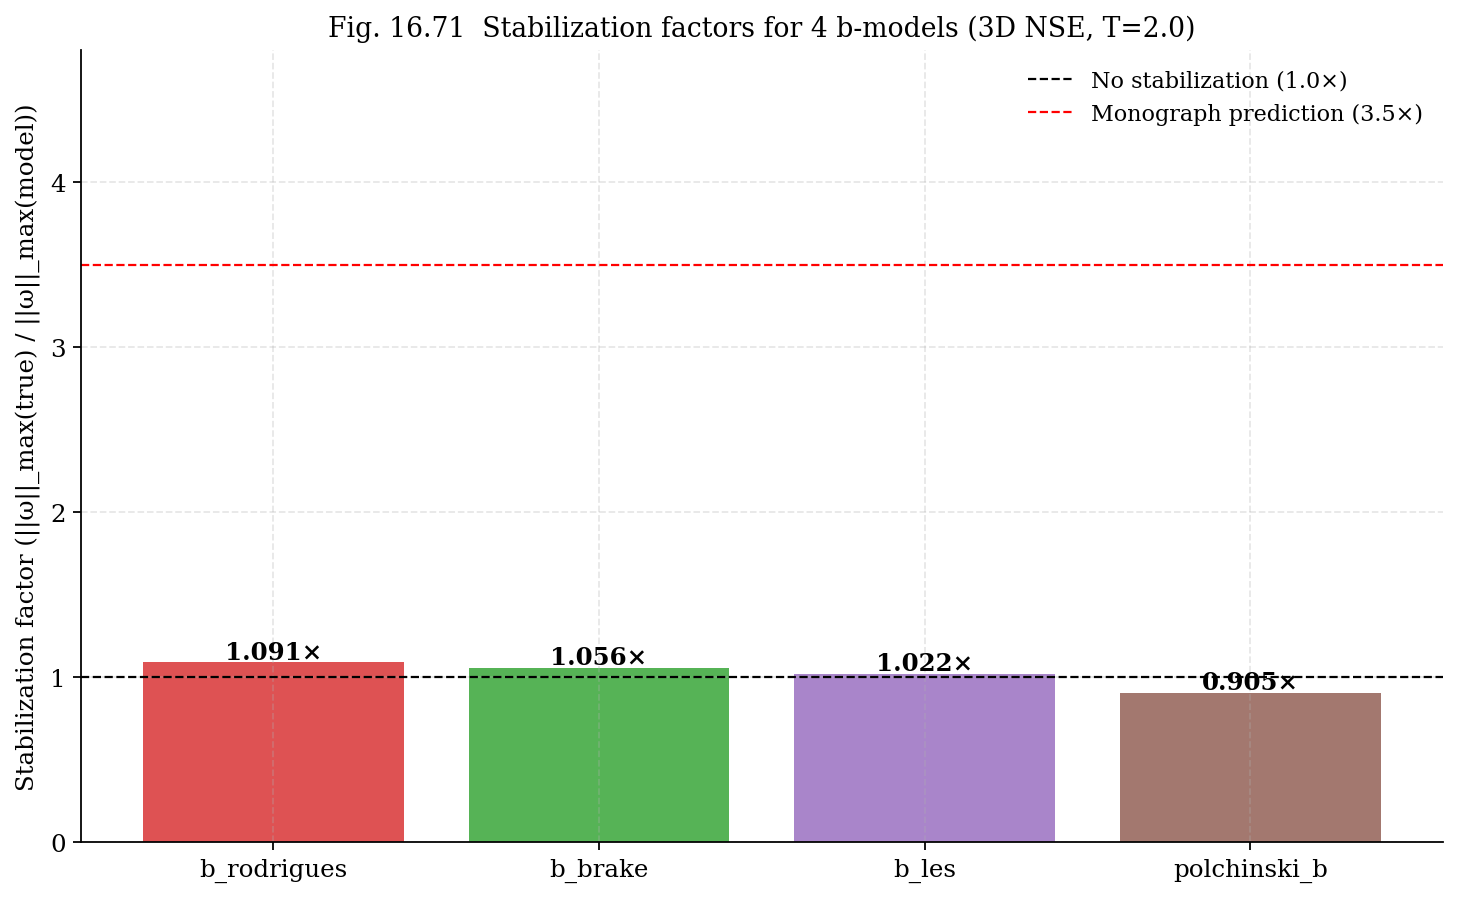 Fig. 16.71  Stabilization factors for 4 b-models (3D NSE, T=2.0)
No stabilization (1.0×)
Monograph prediction (3.5×)
Stabilization factor (||ω||_max(true) / ||ω||_max(model))
4
3
2
1
0
1.091×
1.056×
1.022×
0.905×
b_rodrigues
b_brake
b_les
polchinski_b